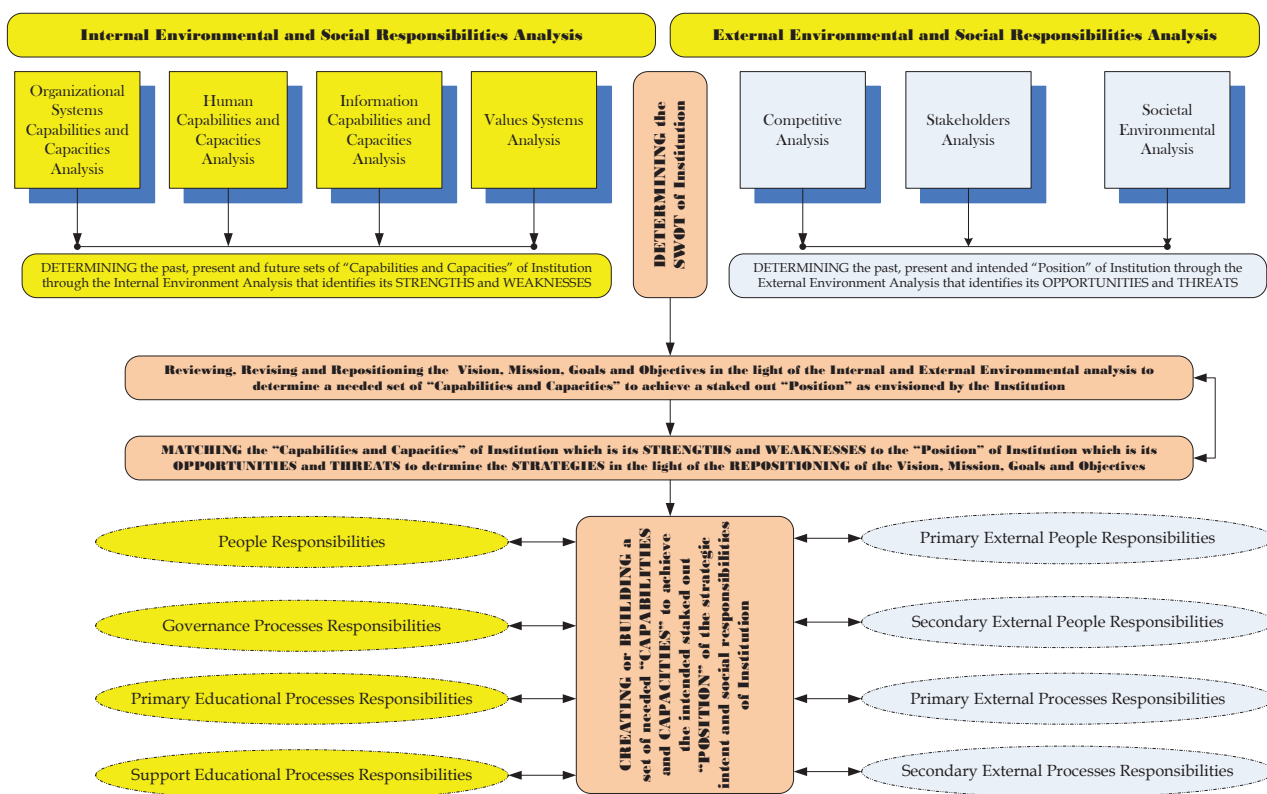 Internal Environmental and Social Responsibilities Analysis
External Environmental and Social Responsibilities Analysis
Organizational
Systems
Capabilities and
Capacities
Analysis
Human
Capabilities and
Capacities
Analysis
Information
Capabilities and
Capacities
Analysis
Values Systems
Analysis
DETERMINING the
SWOT of Institution
Competitive
Analysis
Stakeholders
Analysis
Societal
Environmental
Analysis
DETERMINING the past, present and future sets of “Capabilities and Capacities” of Institution
through the Internal Environment Analysis that identifies its STRENGTHS and WEAKNESSES
DETERMINING the past, present and intended “Position” of Institution through the
External Environment Analysis that identifies its OPPORTUNITIES and THREATS
Reviewing, Revising and Repositioning the Vision, Mission, Goals and Objectives in the light of the Internal and External Environmental analysis to
determine a needed set of “Capabilities and Capacities” to achieve a staked out “Position” as envisioned by the Institution
MATCHING the “Capabilities and Capacities” of Institution which is its STRENGTHS and WEAKNESSES to the “Position” of Institution which is its
OPPORTUNITIES and THREATS to detrmine the STRATEGIES in the light of the REPOSITIONING of the Vision, Mission, Goals and Objectives
People Responsibilities
Governance Processes Responsibilities
Primary Educational Processes Responsibilities
Support Educational Processes Responsibilities
CREATING or BUILDING a
set of needed “CAPABILITIES
and CAPACITIES” to achieve
the intended staked out
“POSITION” of the strategic
intent and social responsibilities
of Institution
Primary External People Responsibilities
Secondary External People Responsibilities
Primary External Processes Responsibilities
Secondary External Processes Responsibilities